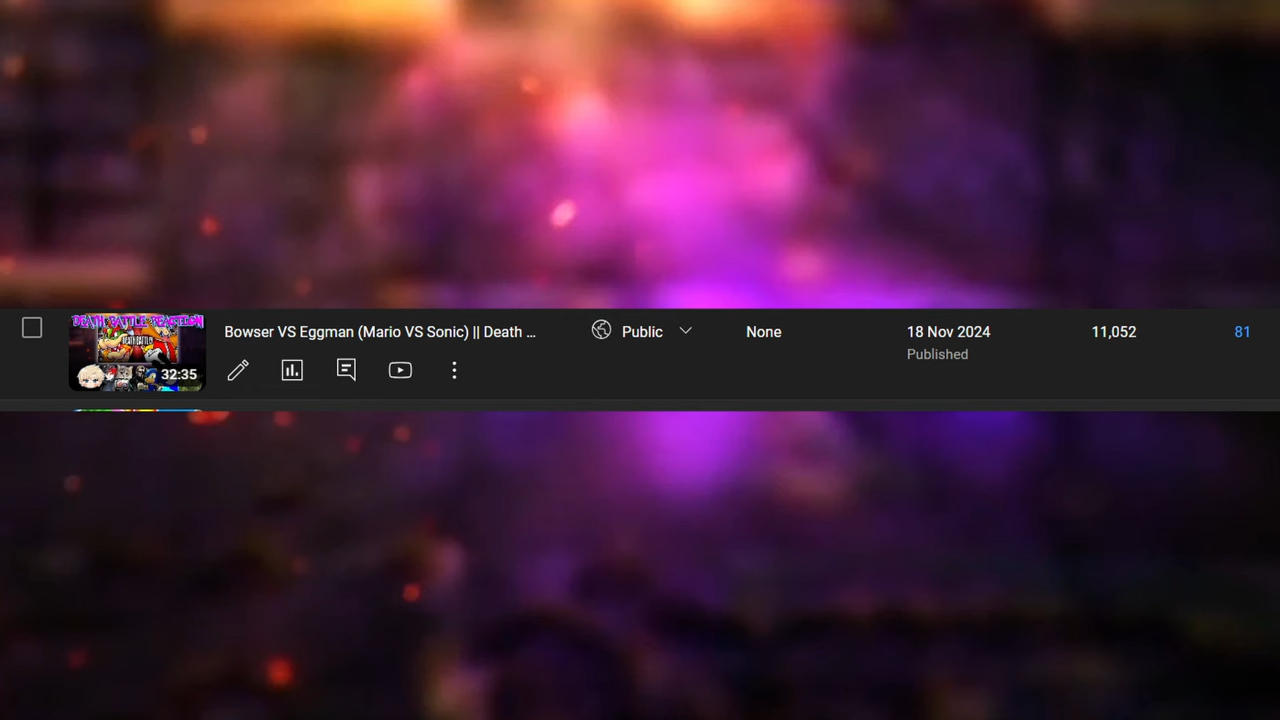 DEATH BATTLE REACTION
DEATH BATTLE!
32:35
Bowser VS Eggman (Mario VS Sonic) || Death ...
Public
None
18 Nov 2024
Published
11,052
81